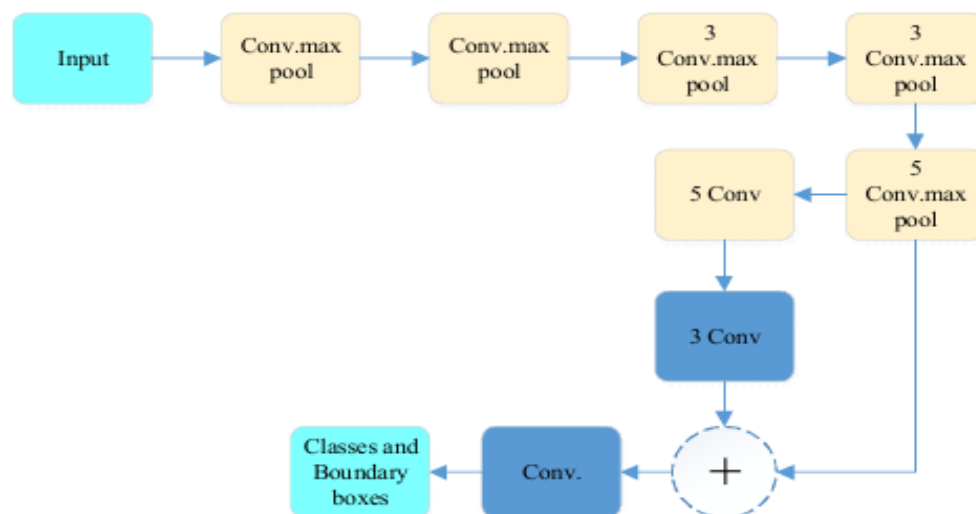 Input
Conv.max
pool
Conv.max
pool
3
Conv.max
pool
3
Conv.max
pool
5 Conv
5
Conv.max
pool
3 Conv
Classes and
Boundary
boxes
Conv.
+